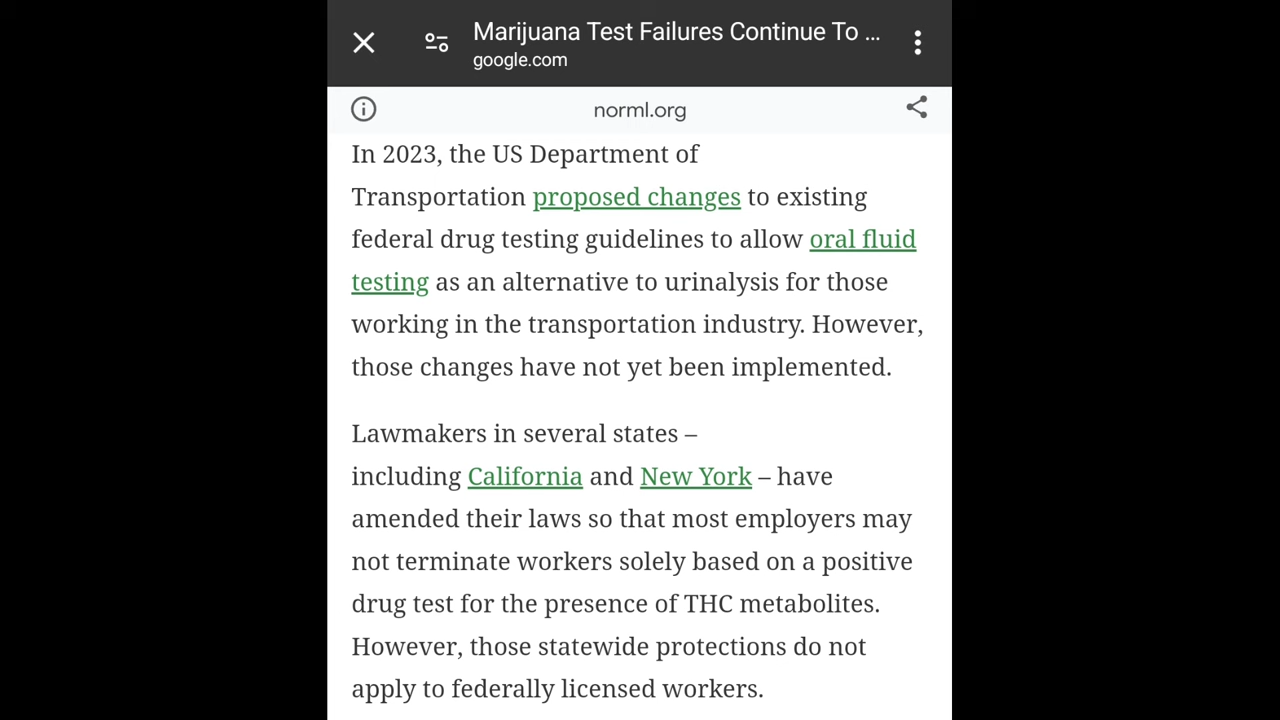 Marijuana Test Failures Continue To ...
google.com
norml.org
In 2023, the US Department of
Transportation proposed changes to existing
federal drug testing guidelines to allow oral fluid
testing as an alternative to urinalysis for those
working in the transportation industry. However,
those changes have not yet been implemented.
Lawmakers in several states –
including California and New York – have
amended their laws so that most employers may
not terminate workers solely based on a positive
drug test for the presence of THC metabolites.
However, those statewide protections do not
apply to federally licensed workers.